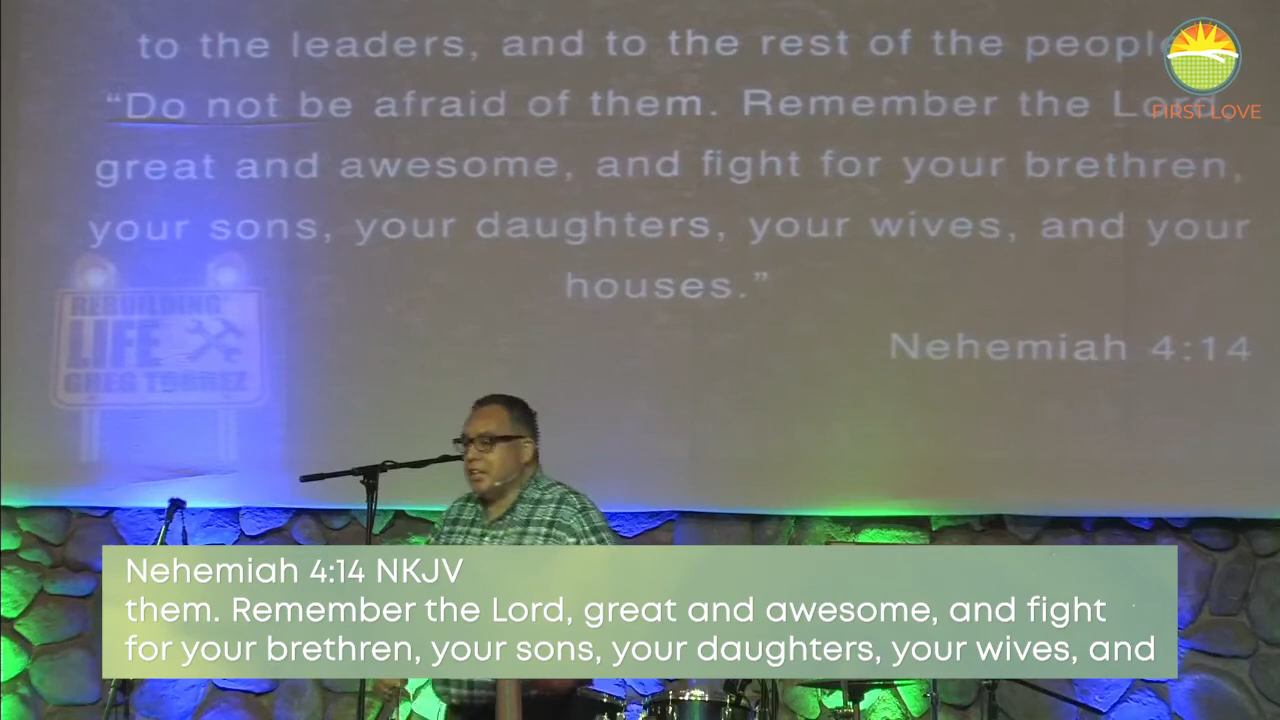 to the leaders, and to the rest of the people
“Do not be afraid of them. Remember the Lord,
great and awesome, and fight for your brethren,
your sons, your daughters, your wives, and your
houses.”
Nehemiah 4:14
FIRST LOVE
REBUILDING
LIFE
GREG TORREZ
Nehemiah 4:14 NKJV
them. Remember the Lord, great and awesome, and fight
for your brethren, your sons, your daughters, your wives, and